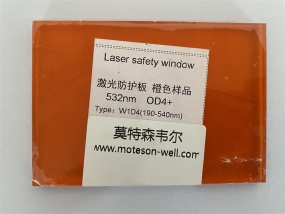 Laser safety window
激光防护板 橙色样品
532nm OD4+
Type: W1D4(190-540nm)
莫特森韦尔
www.moteson-well.com